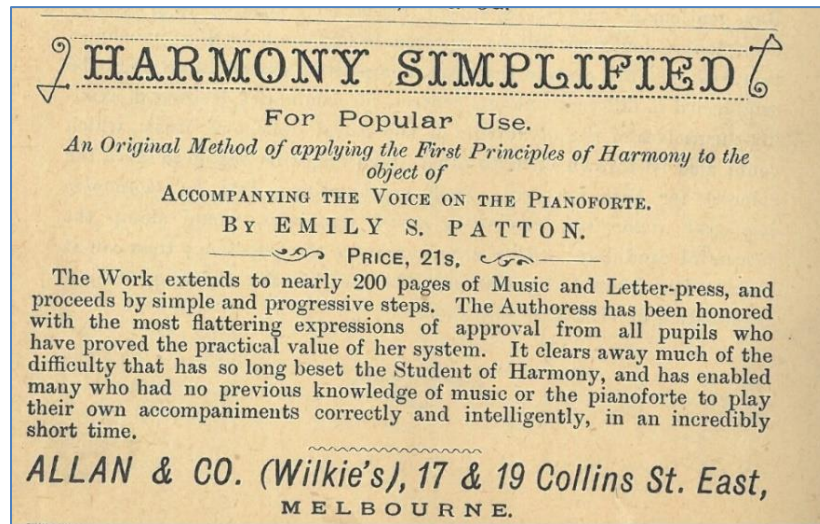 HARMONY SIMPLIFIED
For Popular Use.
An Original Method of applying the First Principles of Harmony to the
object of
ACCOMPANYING THE VOICE ON THE PIANOFORTE.
BY EMILY S. PATTON.
PRICE, 21s,
The Work extends to nearly 200 pages of Music and Letter-press, and
proceeds by simple and progressive steps. The Authoress has been honored
with the most flattering expressions of approval from all pupils who
have proved the practical value of her system. It clears away much of the
difficulty that has so long beset the Student of Harmony, and has enabled
many who had no previous knowledge of music or the pianoforte to play
their own accompaniments correctly and intelligently, in an incredibly
short time.
ALLAN & CO. (Wilkie's), 17 & 19 Collins St. East,
MELBOURNE.